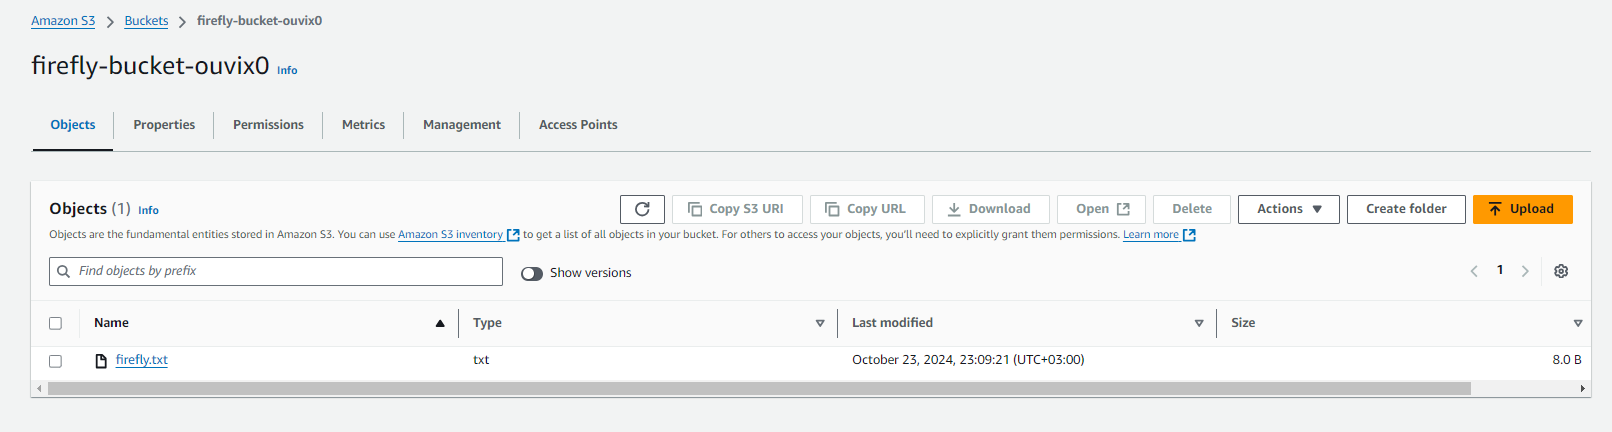 Amazon S3 > Buckets > firefly-bucket-ouvix0
firefly-bucket-ouvix0 Info
Objects Properties Permissions Metrics Management Access Points
Objects (1) Info Copy S3 URI Copy URL Download Open Delete Actions Create folder Upload
Objects are the fundamental entities stored in Amazon S3. You can use Amazon S3 inventory to get a list of all objects in your bucket. For others to access your objects, you'll need to explicitly grant them permissions. Learn more
Find objects by prefix Show versions 1
Name Type Last modified Size
firefly.txt txt October 23, 2024, 23:09:21 (UTC+03:00) 8.0 B